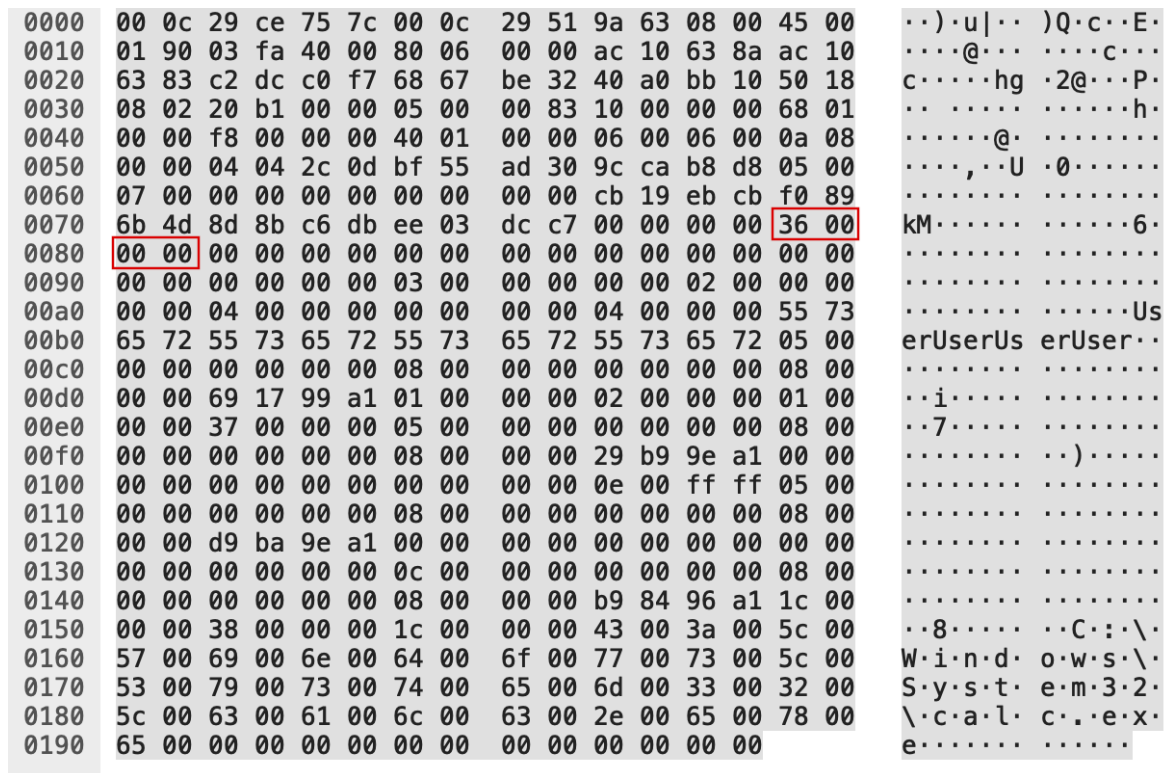 0000 00 0c 29 ce 75 7c 00 0c 29 51 9a 63 08 00 45 00 ··)·u|·· )Q·c··E·
0010 01 90 03 fa 40 00 80 06 00 00 ac 10 63 8a ac 10 ····@··· ····c···
0020 63 83 c2 dc c0 f7 68 67 be 32 40 a0 bb 10 50 18 c·····hg ·2@···P·
0030 08 02 20 b1 00 00 05 00 00 83 10 00 00 00 68 01 ·· ····· ······h·
0040 00 00 f8 00 00 00 40 01 00 00 06 00 06 00 0a 08 ······@· ········
0050 00 00 04 04 2c 0d bf 55 ad 30 9c ca b8 d8 05 00 ····,··U ·0······
0060 07 00 00 00 00 00 00 00 00 00 cb 19 eb cb f0 89 ········ ········
0070 6b 4d 8d 8b c6 db ee 03 dc c7 00 00 00 00 36 00 kM······ ······6·
0080 00 00 00 00 00 00 00 00 00 00 00 00 00 00 00 00 ········ ········
0090 00 00 00 00 00 00 03 00 00 00 00 00 02 00 00 00 ········ ········
00a0 00 00 04 00 00 00 00 00 00 00 04 00 00 00 55 73 ········ ······Us
00b0 65 72 55 73 65 72 55 73 65 72 55 73 65 72 05 00 erUserUs erUser··
00c0 00 00 00 00 00 00 08 00 00 00 00 00 00 00 08 00 ········ ········
00d0 00 00 69 17 99 a1 01 00 00 00 02 00 00 00 01 00 ··i····· ········
00e0 00 00 37 00 00 00 05 00 00 00 00 00 00 00 08 00 ··7····· ········
00f0 00 00 00 00 00 00 08 00 00 00 29 b9 9e a1 00 00 ········ ··)·····
0100 00 00 00 00 00 00 00 00 00 00 0e 00 ff ff 05 00 ········ ········
0110 00 00 00 00 00 00 08 00 00 00 00 00 00 00 08 00 ········ ········
0120 00 00 d9 ba 9e a1 00 00 00 00 00 00 00 00 00 00 ········ ········
0130 00 00 00 00 00 00 0c 00 00 00 00 00 00 00 08 00 ········ ········
0140 00 00 00 00 00 00 08 00 00 00 b9 84 96 a1 1c 00 ········ ········
0150 00 00 38 00 00 00 1c 00 00 00 43 00 3a 00 5c 00 ··8····· ··C·:·\·
0160 57 00 69 00 6e 00 64 00 6f 00 77 00 73 00 5c 00 W·i·n·d· o·w·s·\·
0170 53 00 79 00 73 00 74 00 65 00 6d 00 33 00 32 00 S·y·s·t· e·m·3·2·
0180 5c 00 63 00 61 00 6c 00 63 00 2e 00 65 00 78 00 \·c·a·l· c·.·e·x·
0190 65 00 00 00 00 00 00 00 00 00 00 00 00 00 e······· ······